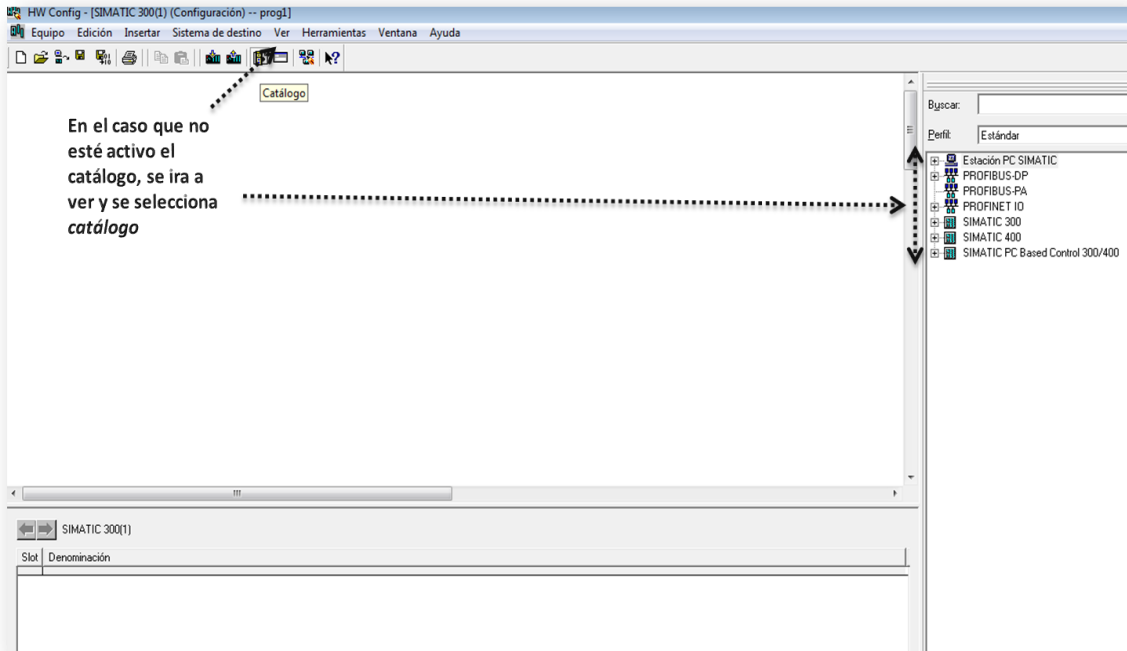 HW Config - [SIMATIC 300(1) (Configuración) -- prog1]
Equipo Edición Insertar Sistema de destino Ver Herramientas Ventana Ayuda
Catálogo
En el caso que no
esté activo el
catálogo, se ira a
ver y se selecciona
catálogo
Buscar:
Perfil: Estándar
Estación PC SIMATIC
PROFIBUS-DP
PROFIBUS-PA
PROFINET IO
SIMATIC 300
SIMATIC 400
SIMATIC PC Based Control 300/400
SIMATIC 300(1)
Slot Denominación